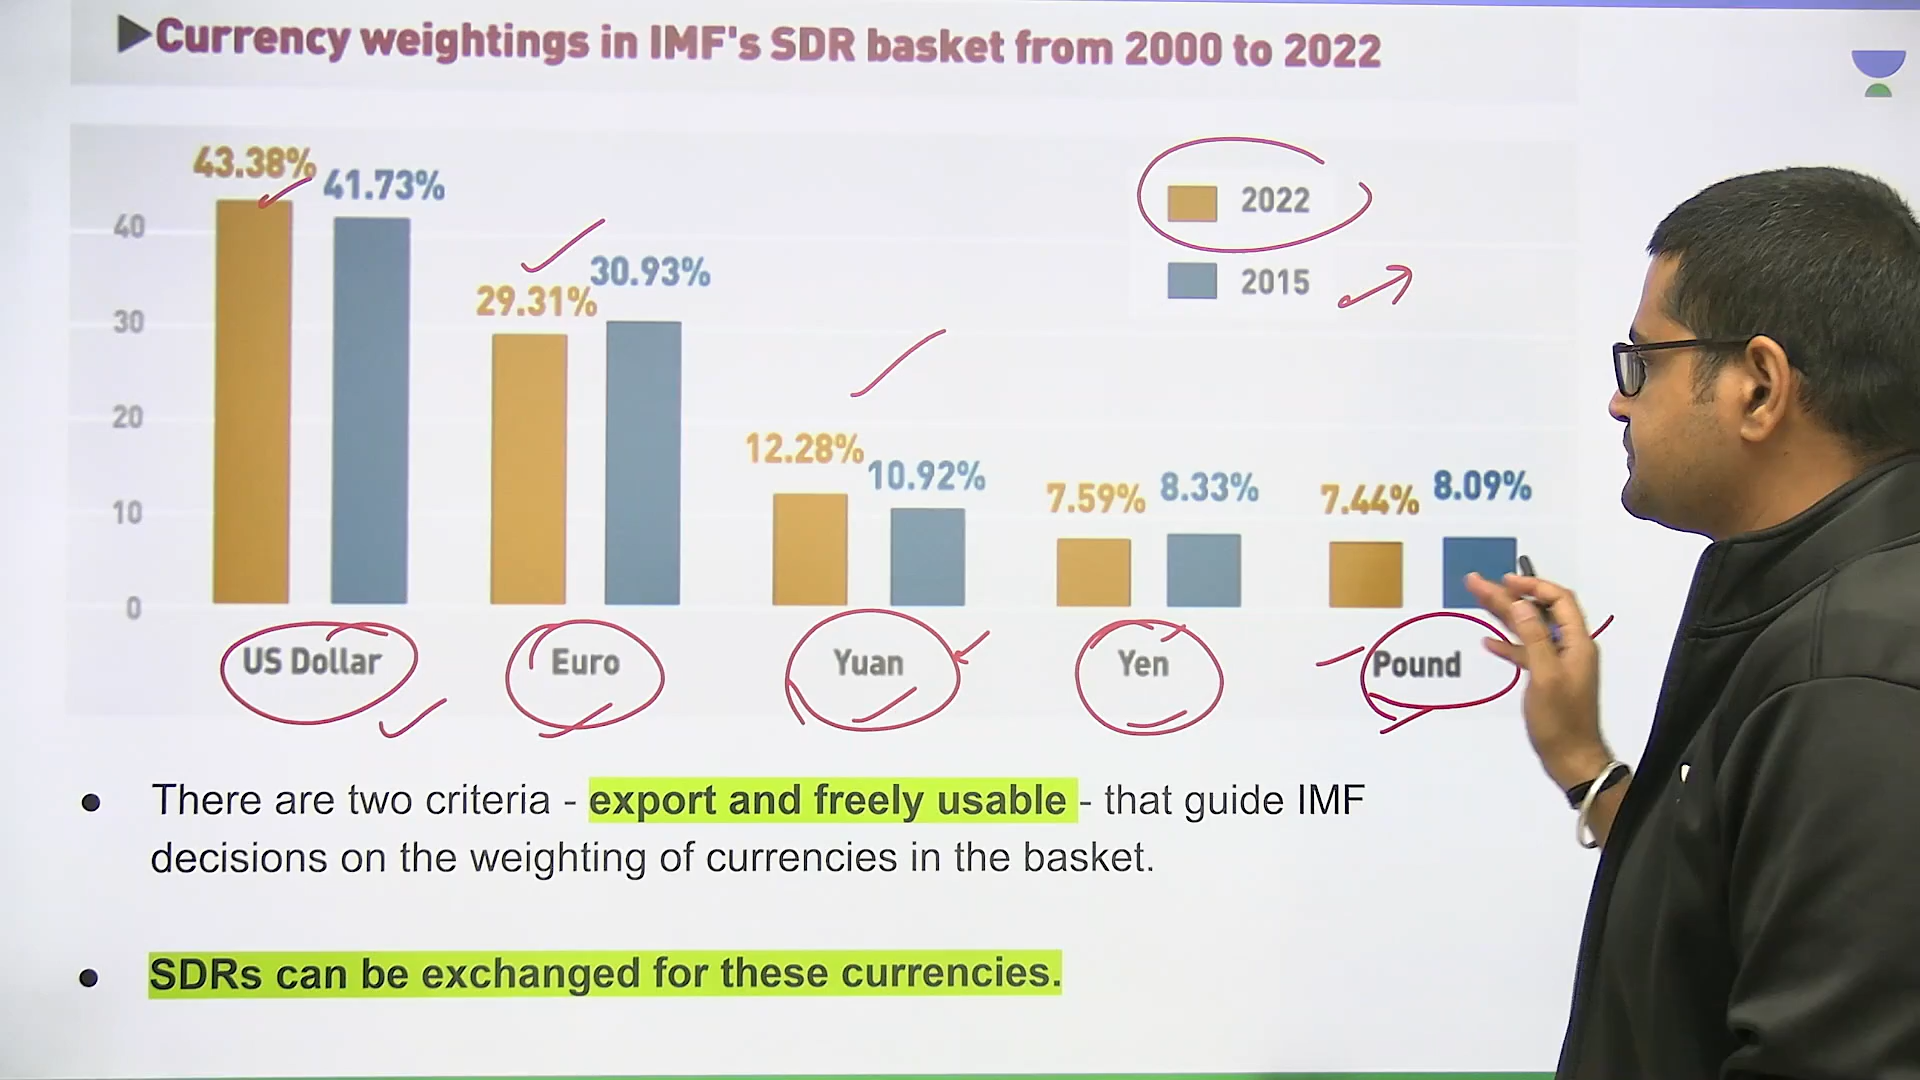 ▶Currency weightings in IMF's SDR basket from 2000 to 2022
43.38%
41.73%
2022
40
30.93%
2015
29.31%
30
20
12.28%
10.92%
7.59%
8.33%
7.44%
8.09%
10
0
US Dollar
Euro
Yuan
Yen
Pound
● There are two criteria - export and freely usable - that guide IMF
decisions on the weighting of currencies in the basket.
● SDRs can be exchanged for these currencies.